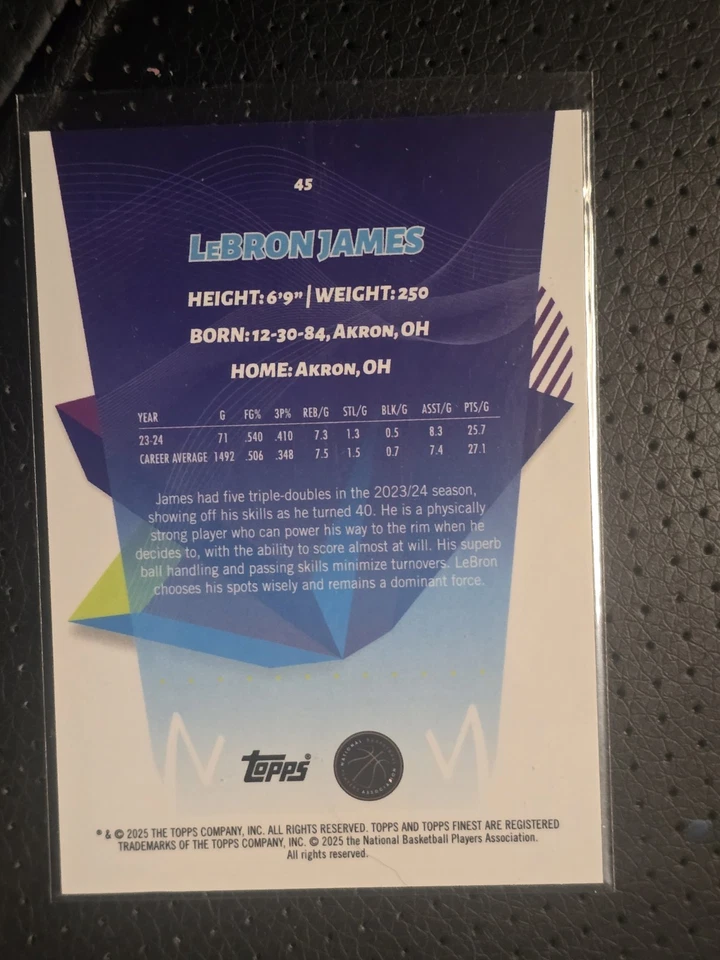 45
LEBRON JAMES
HEIGHT: 6'9" | WEIGHT: 250
BORN: 12-30-84, AKRON, OH
HOME: AKRON, OH
YEAR G FG% 3P% REB/G STL/G BLK/G ASST/G PTS/G
23-24 71 .540 .410 7.3 1.3 0.5 8.3 25.7
CAREER AVERAGE 1492 .506 .348 7.5 1.5 0.7 7.4 27.1
James had five triple-doubles in the 2023/24 season,
showing off his skills as he turned 40. He is a physically
strong player who can power his way to the rim when he
decides to, with the ability to score almost at will. His superb
ball handling and passing skills minimize turnovers. LeBron
chooses his spots wisely and remains a dominant force.
Topps®
NATIONAL BASKETBALL PLAYERS ASSOCIATION
® & © 2025 THE TOPPS COMPANY, INC. ALL RIGHTS RESERVED. TOPPS AND TOPPS FINEST ARE REGISTERED
TRADEMARKS OF THE TOPPS COMPANY, INC. © 2025 the National Basketball Players Association.
All rights reserved.